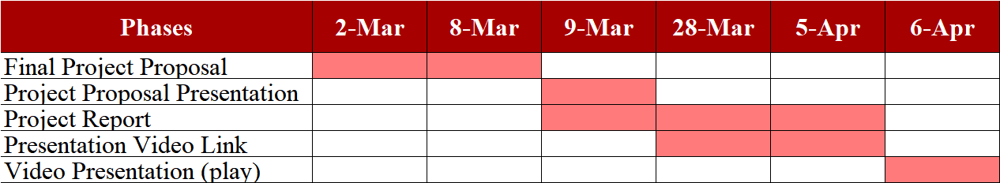 Phases 2-Mar 8-Mar 9-Mar 28-Mar 5-Apr 6-Apr
Final Project Proposal
Project Proposal Presentation
Project Report
Presentation Video Link
Video Presentation (play)